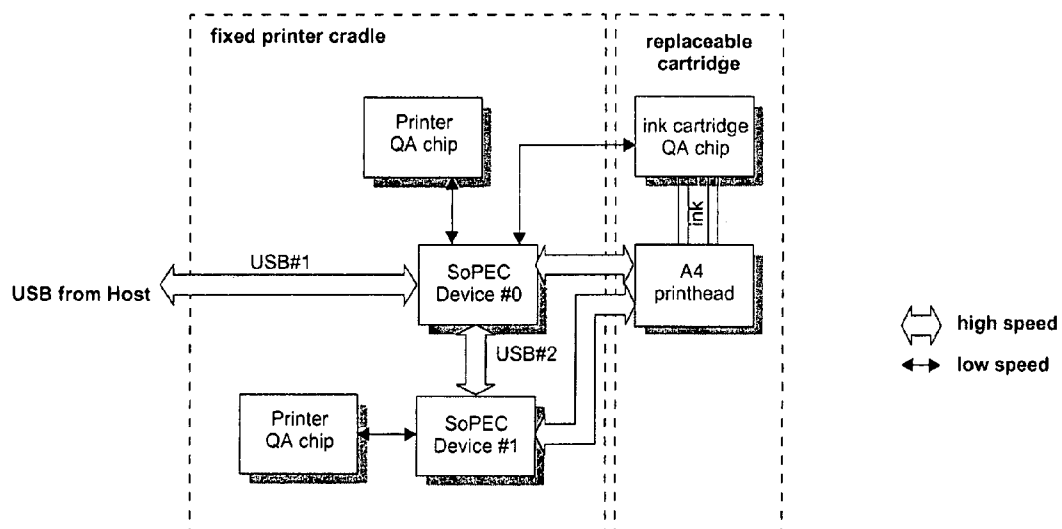 fixed printer cradle
replaceable
cartridge
Printer
QA chip
ink cartridge
QA chip
ink
USB#1
USB from Host
SoPEC
Device #0
A4
printhead
high speed
low speed
USB#2
Printer
QA chip
SoPEC
Device #1